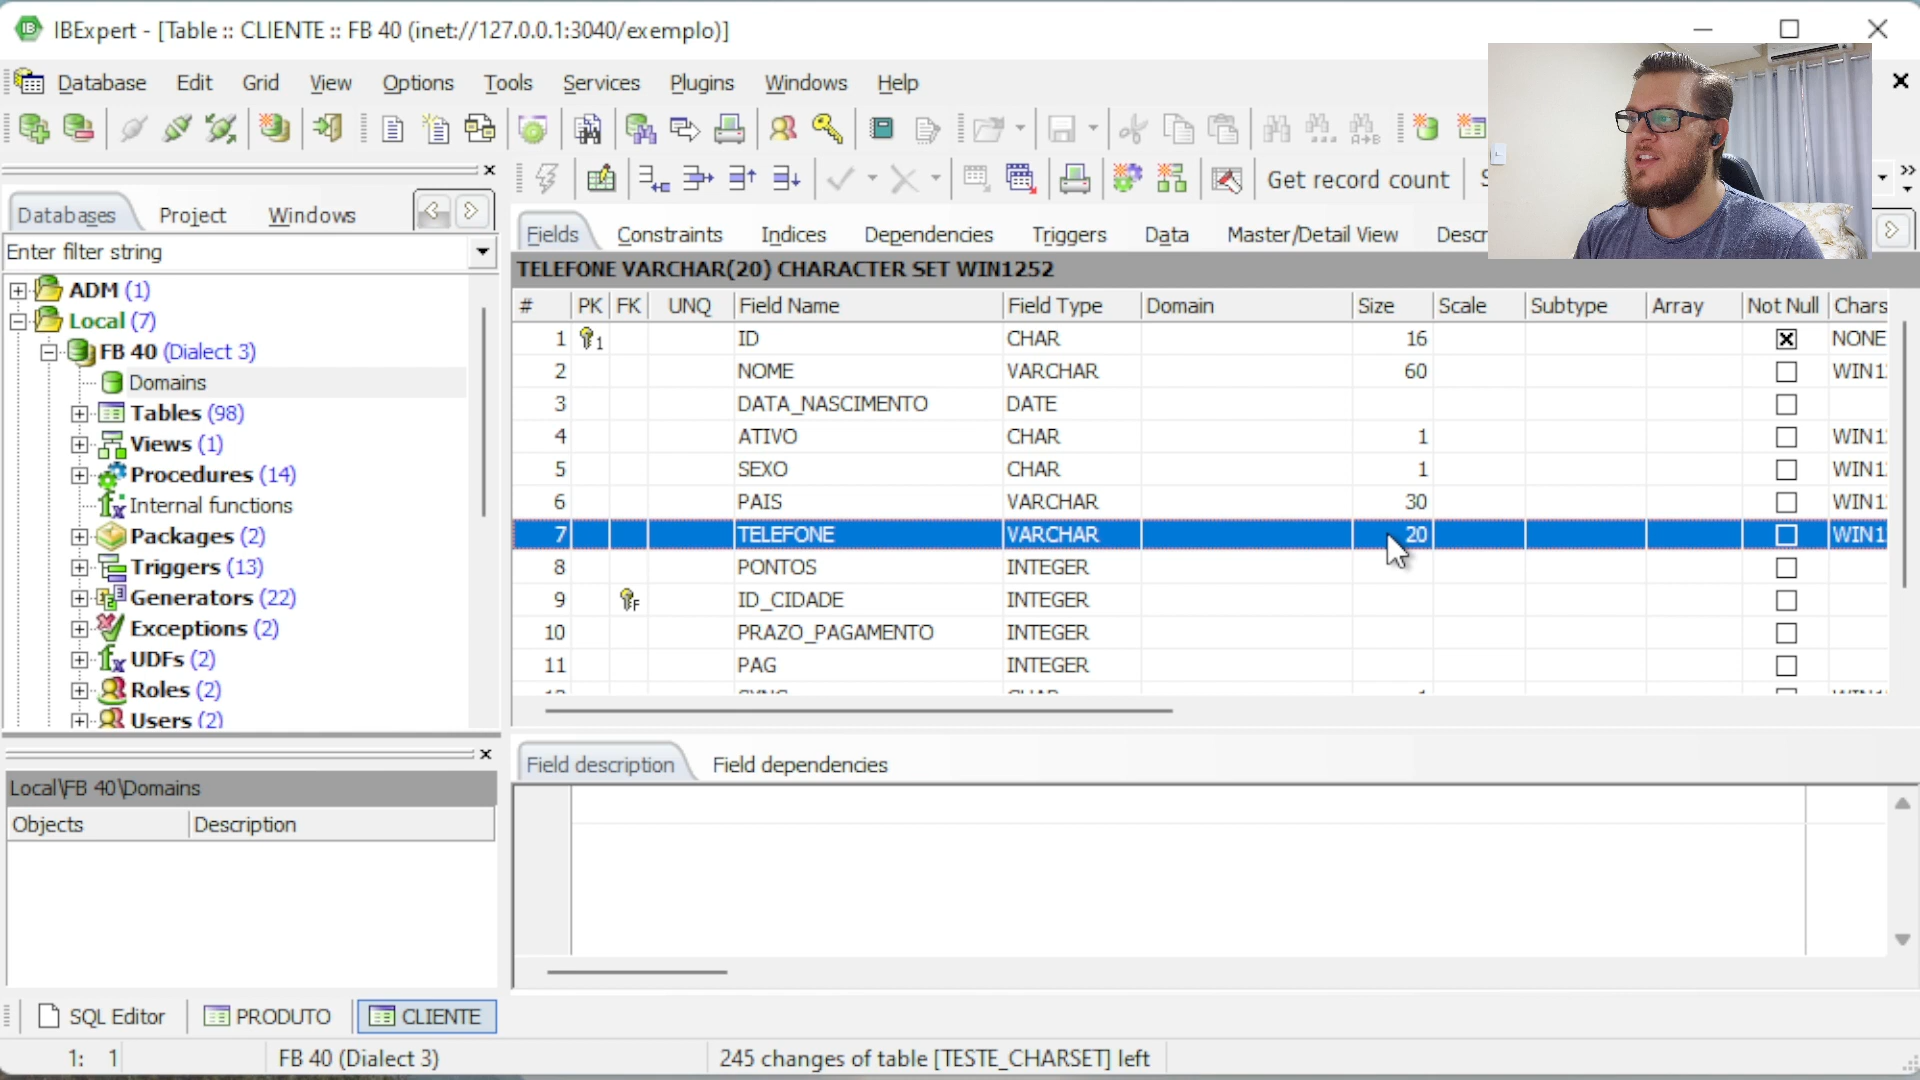 IBExpert - [Table :: CLIENTE :: FB 40 (inet://127.0.0.1:3040/exemplo)]
Database Edit Grid View Options Tools Services Plugins Windows Help
Get record count
Databases Project Windows
Enter filter string
ADM (1)
Local (7)
FB 40 (Dialect 3)
Domains
Tables (98)
Views (1)
Procedures (14)
Internal functions
Packages (2)
Triggers (13)
Generators (22)
Exceptions (2)
UDFs (2)
Roles (2)
Users (2)
Local\FB 40\Domains
Objects Description
Fields Constraints Indices Dependencies Triggers Data Master/Detail View Descr
TELEFONE VARCHAR(20) CHARACTER SET WIN1252
# PK FK UNQ Field Name Field Type Domain Size Scale Subtype Array Not Null Chars
1 1 ID CHAR 16 NONE
2 NOME VARCHAR 60 WIN1
3 DATA_NASCIMENTO DATE
4 ATIVO CHAR 1 WIN1
5 SEXO CHAR 1 WIN1
6 PAIS VARCHAR 30 WIN1
7 TELEFONE VARCHAR 20 WIN1
8 PONTOS INTEGER
9 F ID_CIDADE INTEGER
10 PRAZO_PAGAMENTO INTEGER
11 PAG INTEGER
Field description Field dependencies
SQL Editor PRODUTO CLIENTE
1: 1 FB 40 (Dialect 3) 245 changes of table [TESTE_CHARSET] left